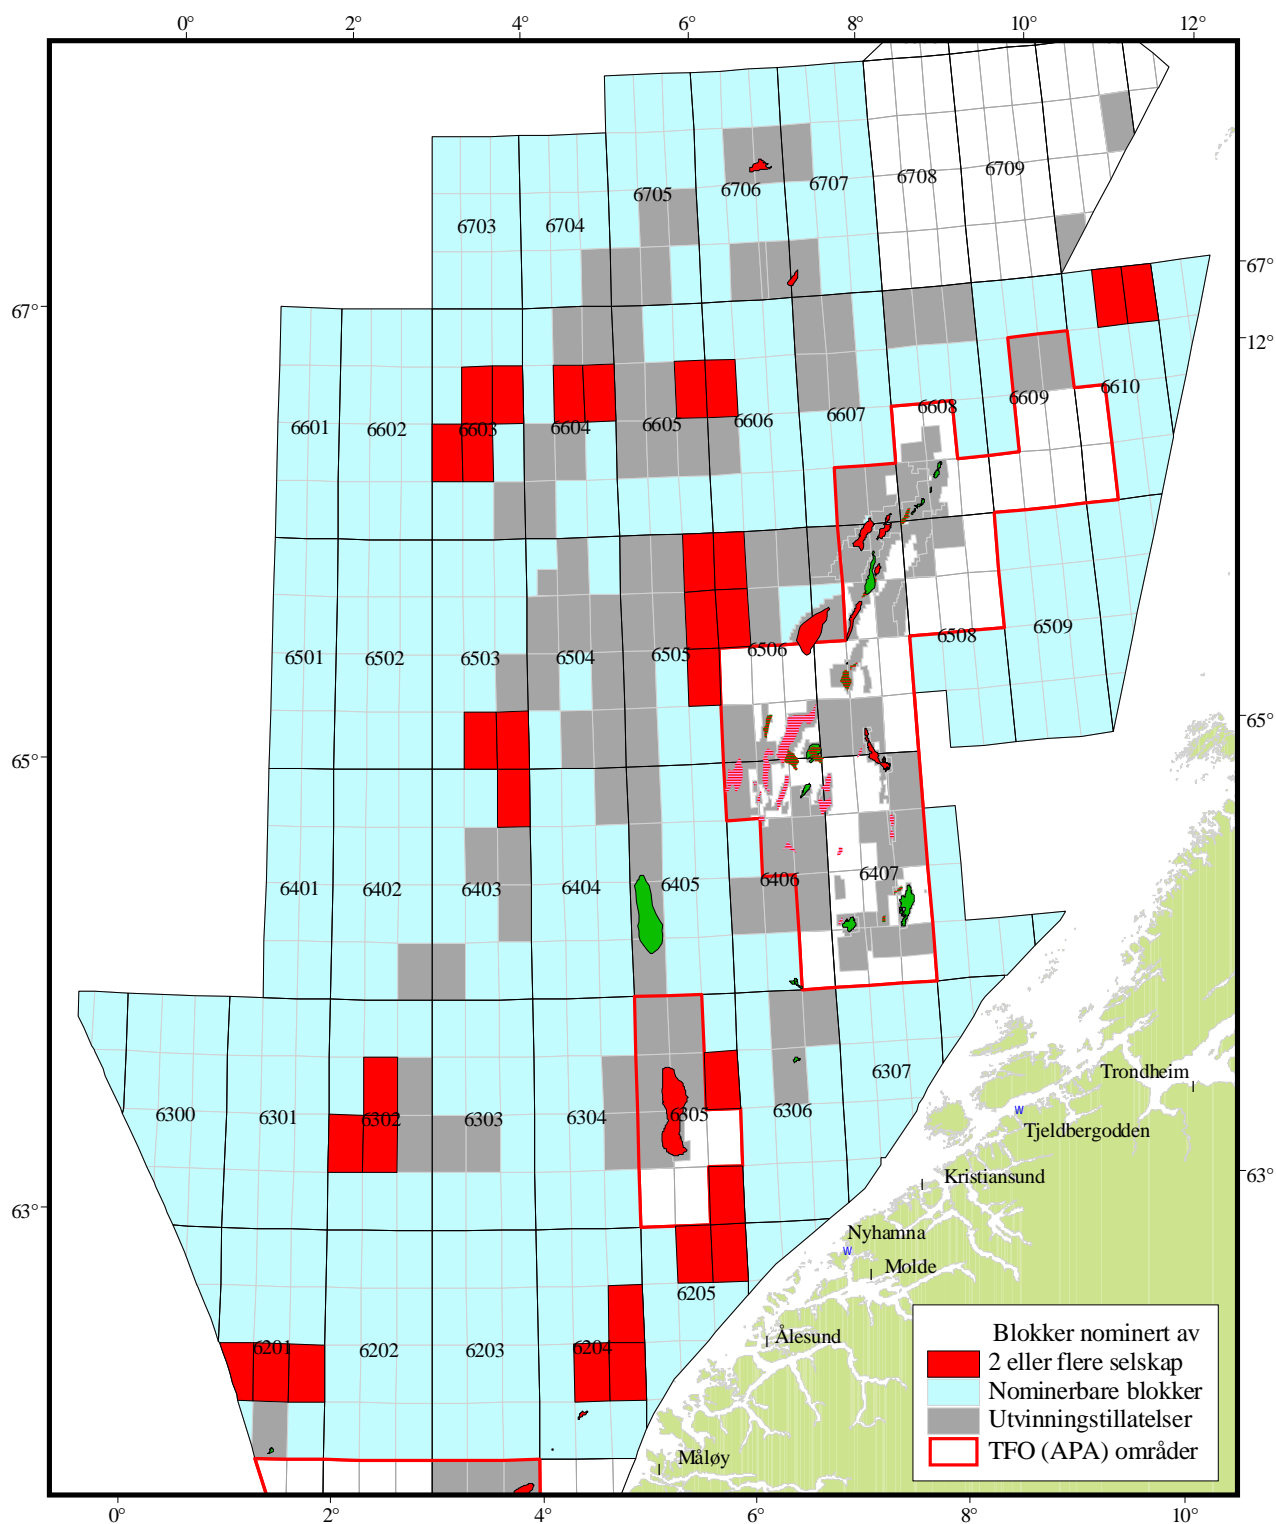 0° 2° 4° 6° 8° 10° 12°
6705 6706 6707 6708 6709
6703 6704
67°
67°
12°
6601 6602 6603 6604 6605 6606 6607 6608 6609 6610
6501 6502 6503 6504 6505 6506 6508 6509
65°
65°
6401 6402 6403 6404 6405 6406 6407
6300 6301 6302 6303 6304 6305 6306 6307
Trondheim
W
Tjeldbergodden
63°
Kristiansund
63°
Nyhamna
W
Molde
6205
Ålesund
6201 6202 6203 6204
Måløy
Blokker nominert av
2 eller flere selskap
Nominerbare blokker
Utvinningstillatelser
TFO (APA) områder
0° 2° 4° 6° 8° 10°